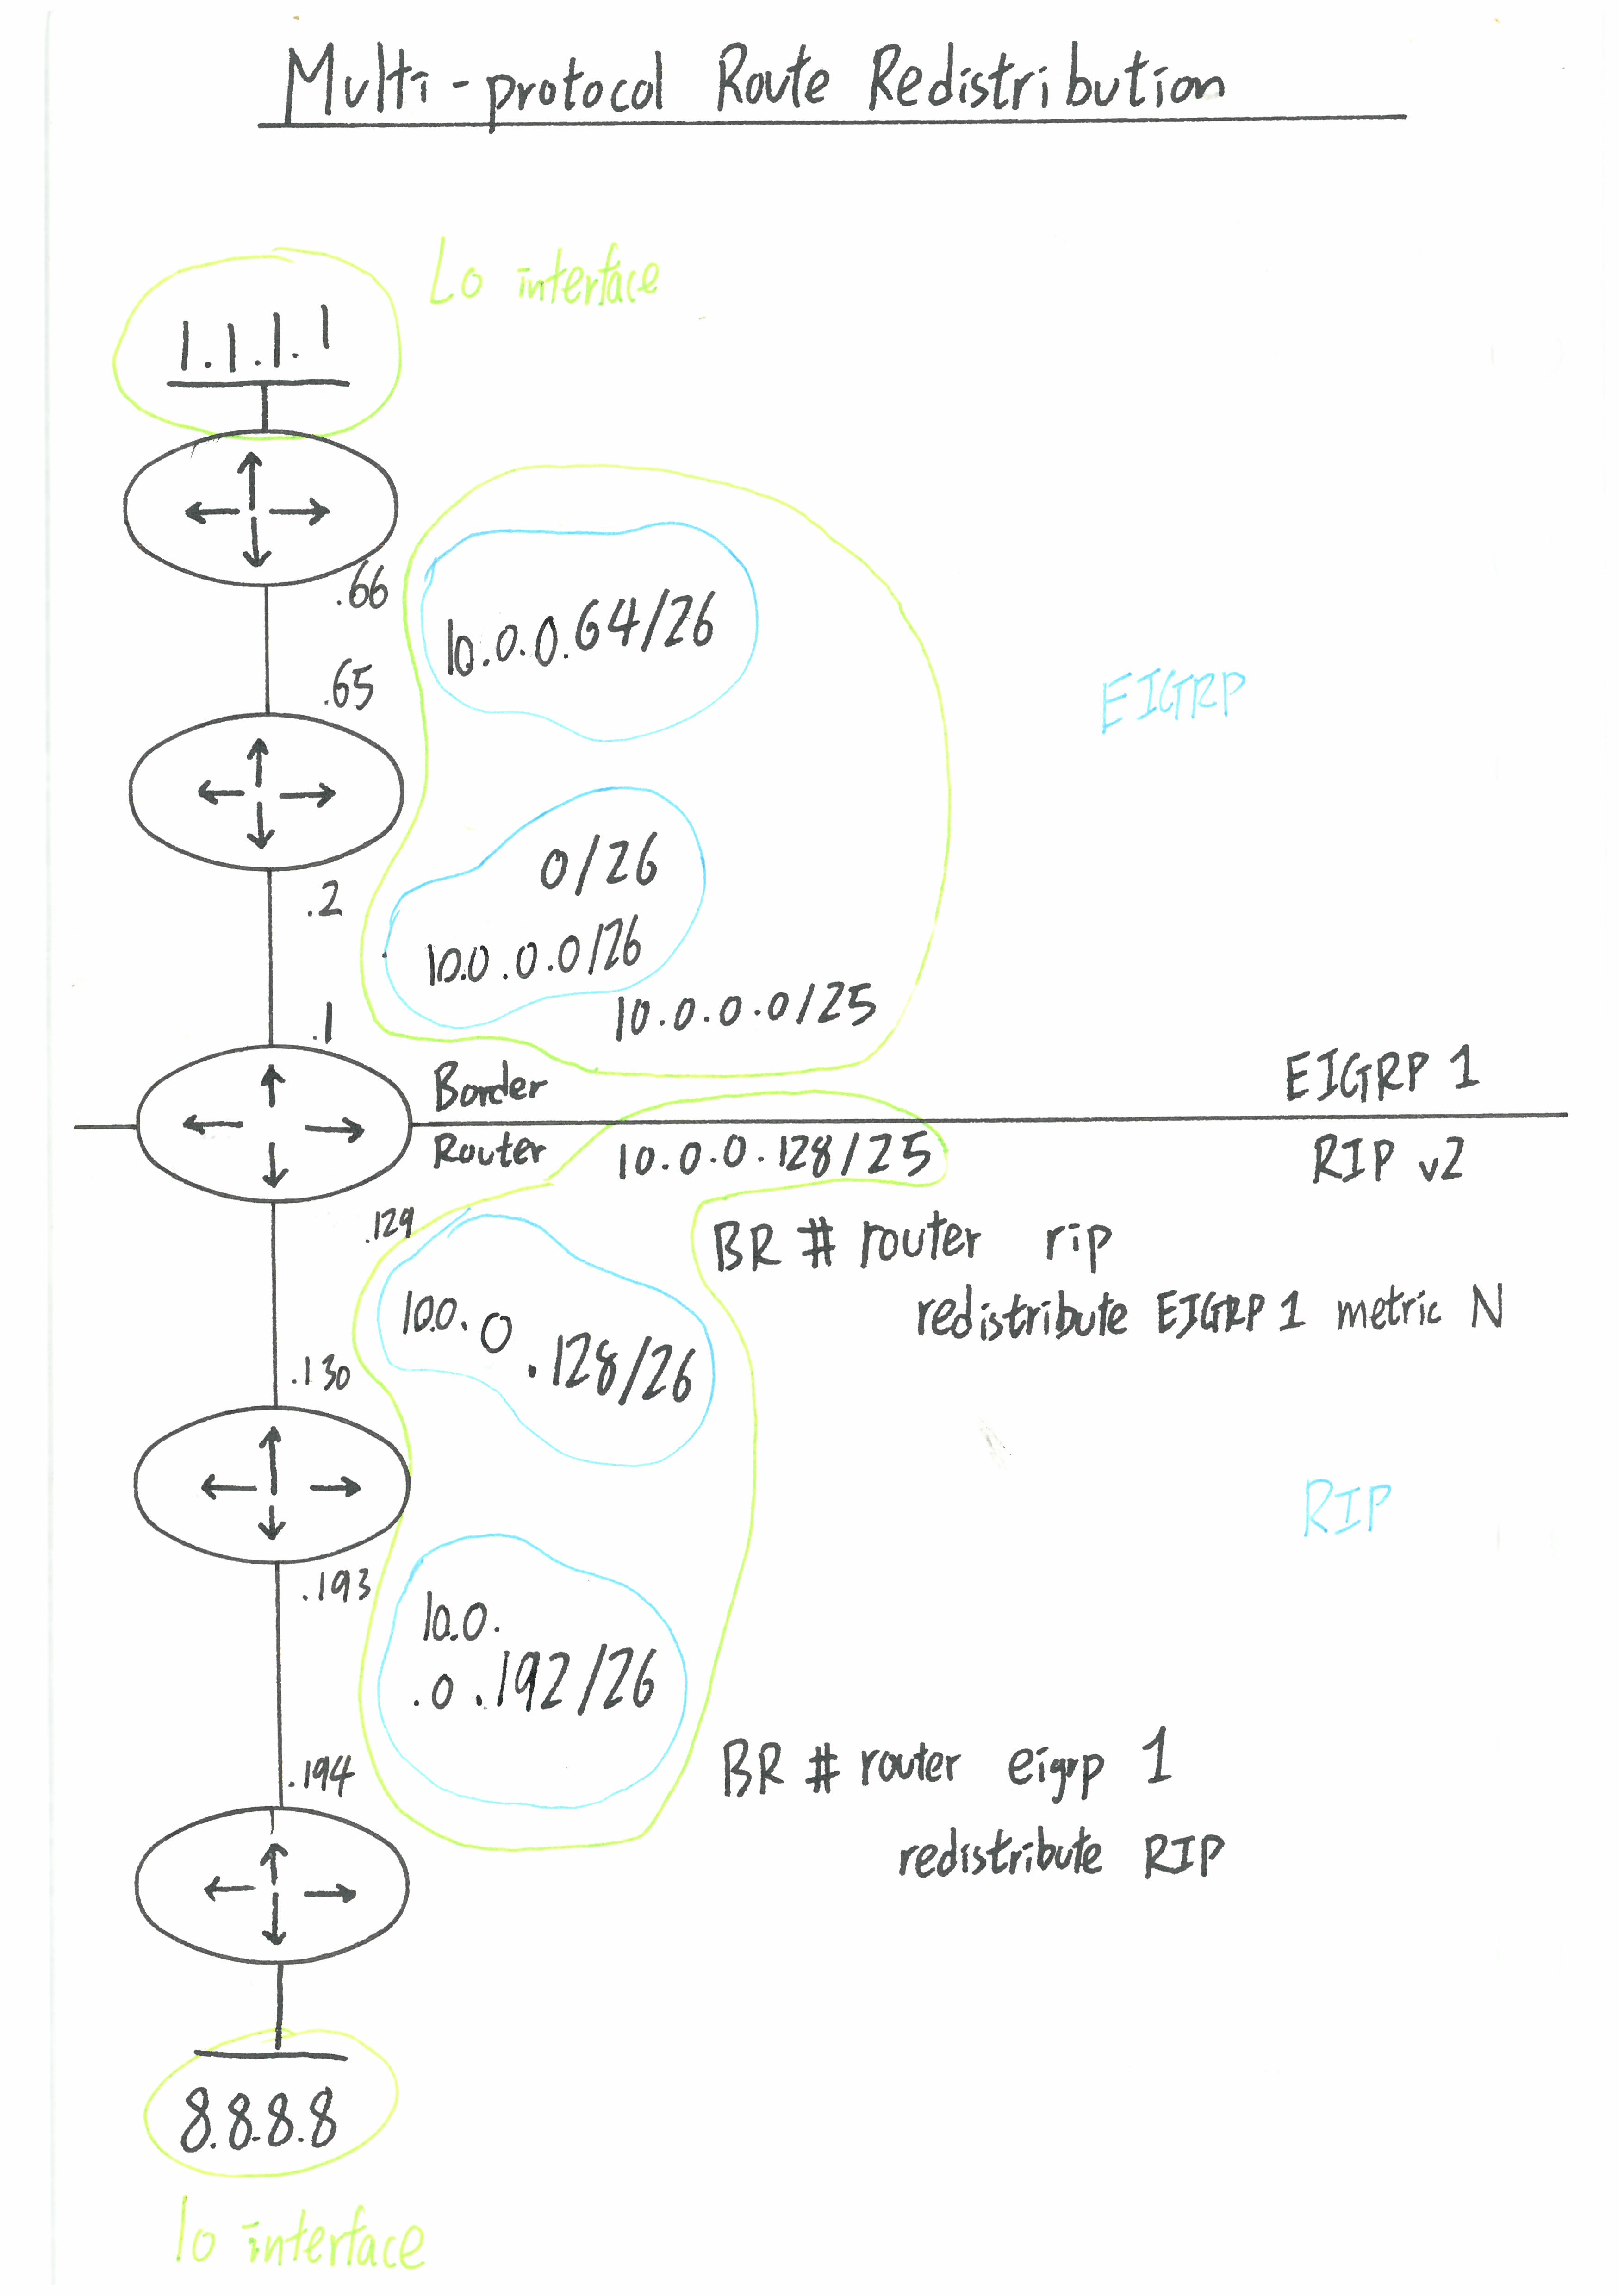 Multi-protocol Route Redistribution
Lo interface
1.1.1.1
.66
10.0.0.64/26
.65
EIGRP
0/26
.2
10.0.0.0/26
10.0.0.0/25
.1
Border
EIGRP 1
Router
10.0.0.128/25
RIP v2
.129
BR # router rip
redistribute EIGRP 1 metric N
10.0.0
.128/26
.130
RIP
.193
10.0.
.0.192/26
.194
BR # router eigrp 1
redistribute RIP
8.8.8.8
lo interface